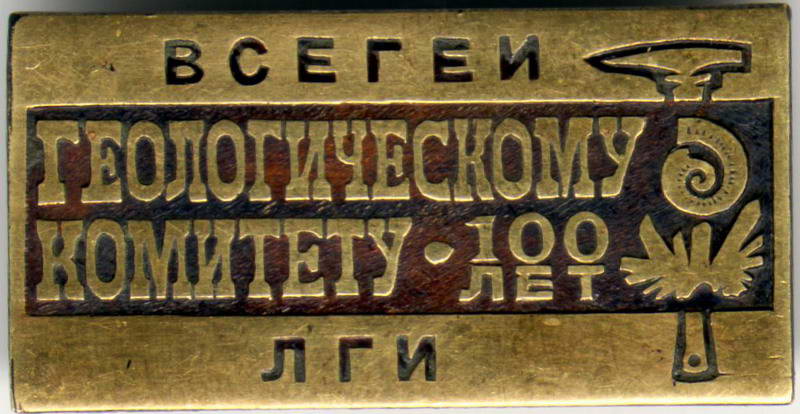 ВСЕГЕИ
ГЕОЛОГИЧЕСКОМУ
КОМИТЕТУ • 100 ЛЕТ
ЛГИ